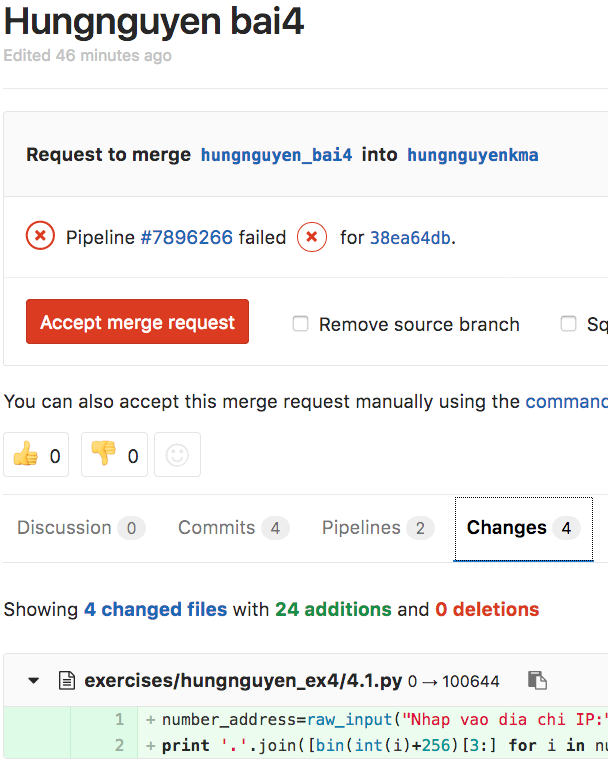 Hungnguyen bai4
Edited 46 minutes ago
Request to merge hungnguyen_bai4 into hungnguyenkma
Pipeline #7896266 failed for 38ea64db.
Accept merge request Remove source branch Sq
You can also accept this merge request manually using the command
0 0
Discussion 0 Commits 4 Pipelines 2 Changes 4
Showing 4 changed files with 24 additions and 0 deletions
exercises/hungnguyen_ex4/4.1.py 0 → 100644
1 +number_address=raw_input("Nhap vao dia chi IP:"
2 +print '.'.join([bin(int(i)+256)[3:] for i in nu